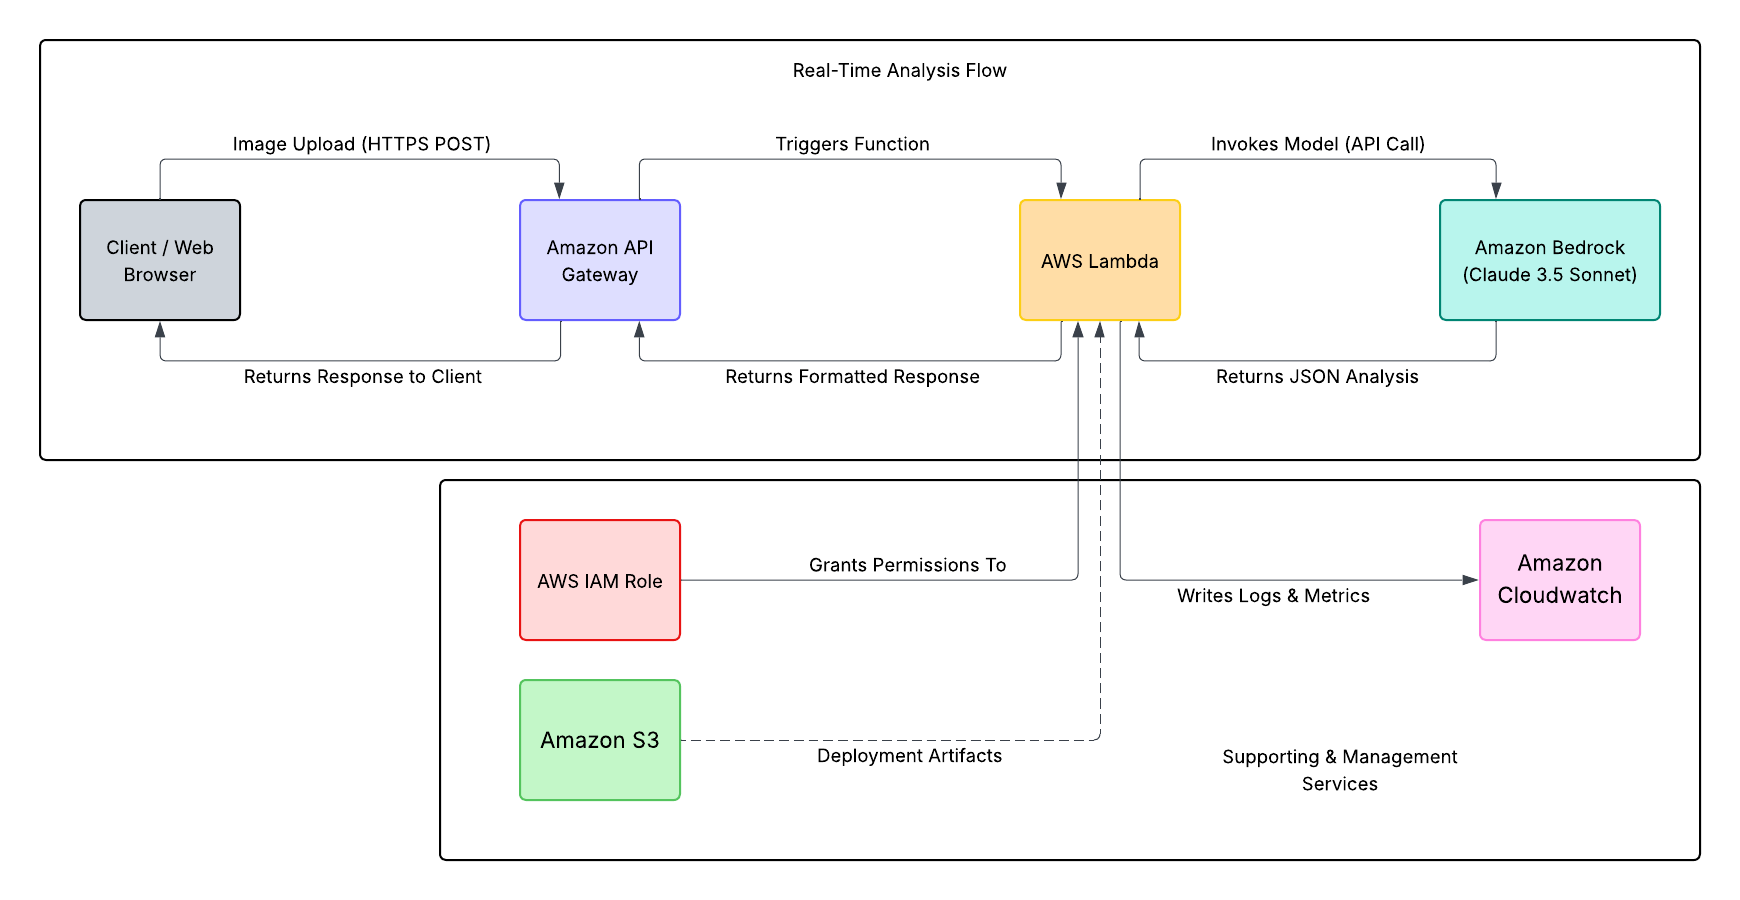 Real-Time Analysis Flow
Image Upload (HTTPS POST)
Triggers Function
Invokes Model (API Call)
Client / Web
Browser
Amazon API
Gateway
AWS Lambda
Amazon Bedrock
(Claude 3.5 Sonnet)
Returns Response to Client
Returns Formatted Response
Returns JSON Analysis
AWS IAM Role
Grants Permissions To
Writes Logs & Metrics
Amazon
Cloudwatch
Amazon S3
Deployment Artifacts
Supporting & Management
Services